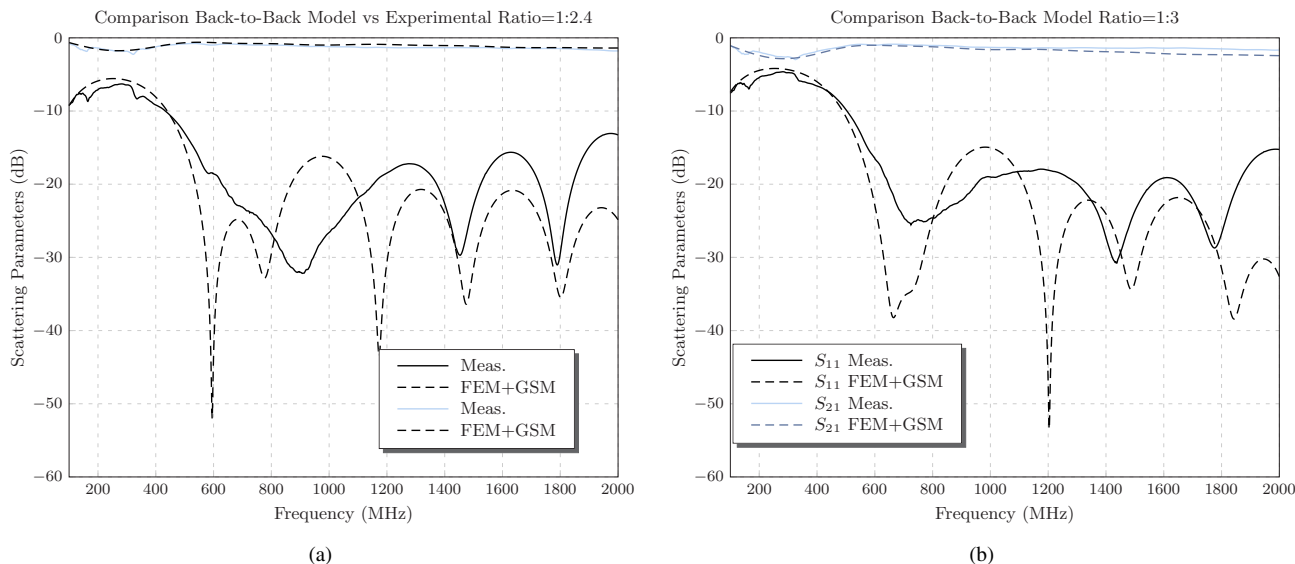 Comparison Back-to-Back Model vs Experimental Ratio=1:2.4
0
−10
−20
−30
−40
−50
−60
Scattering Parameters (dB)
200 400 600 800 1000 1200 1400 1600 1800 2000
Frequency (MHz)
Meas.
FEM+GSM
Meas.
FEM+GSM
(a)
Comparison Back-to-Back Model Ratio=1:3
0
−10
−20
−30
−40
−50
−60
Scattering Parameters (dB)
200 400 600 800 1000 1200 1400 1600 1800 2000
Frequency (MHz)
S₁₁ Meas.
S₁₁ FEM+GSM
S₂₁ Meas.
S₂₁ FEM+GSM
(b)